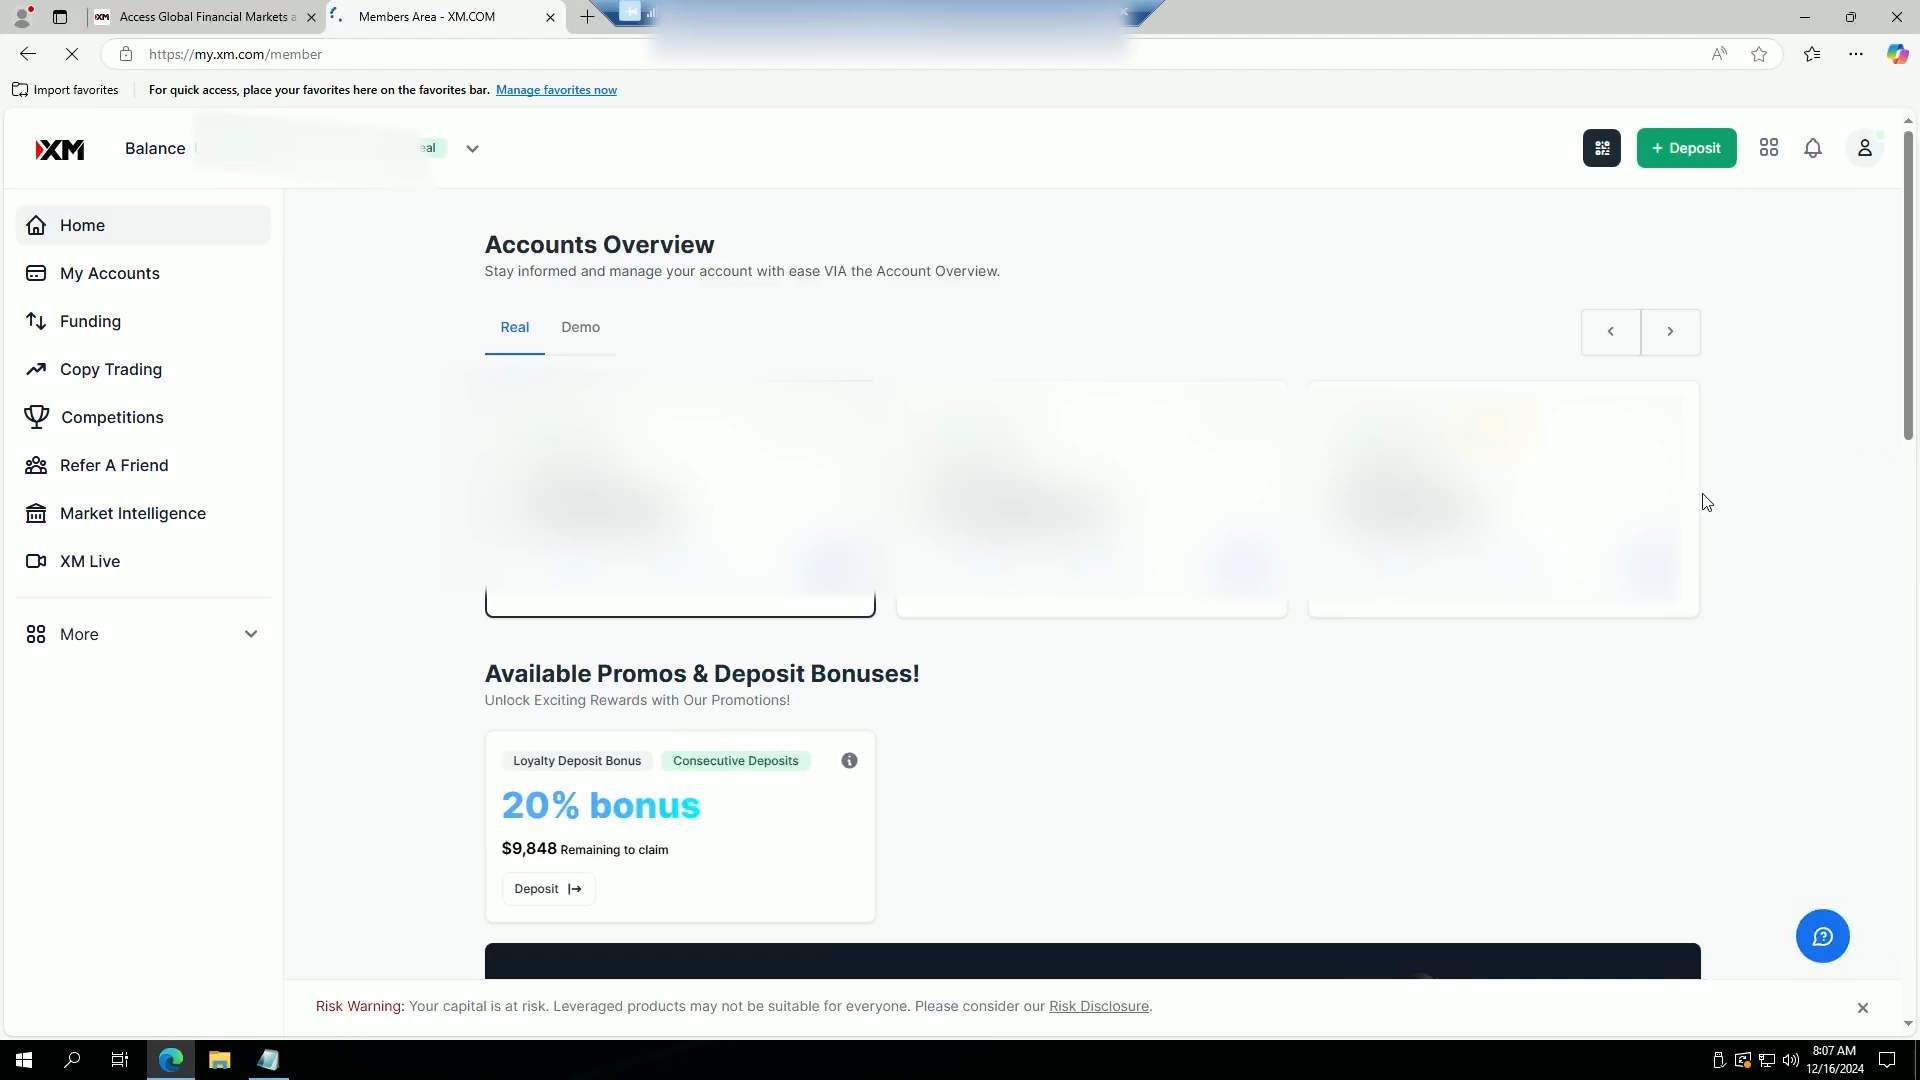 Access Global Financial Markets a
Members Area - XM.COM
https://my.xm.com/member
Import favorites
For quick access, place your favorites here on the favorites bar. Manage favorites now
XM
Balance
eal
+ Deposit
Home
My Accounts
Funding
Copy Trading
Competitions
Refer A Friend
Market Intelligence
XM Live
More
Accounts Overview
Stay informed and manage your account with ease VIA the Account Overview.
Real
Demo
Available Promos & Deposit Bonuses!
Unlock Exciting Rewards with Our Promotions!
Loyalty Deposit Bonus
Consecutive Deposits
20% bonus
$9,848 Remaining to claim
Deposit
Risk Warning: Your capital is at risk. Leveraged products may not be suitable for everyone. Please consider our Risk Disclosure.
8:07 AM
12/16/2024